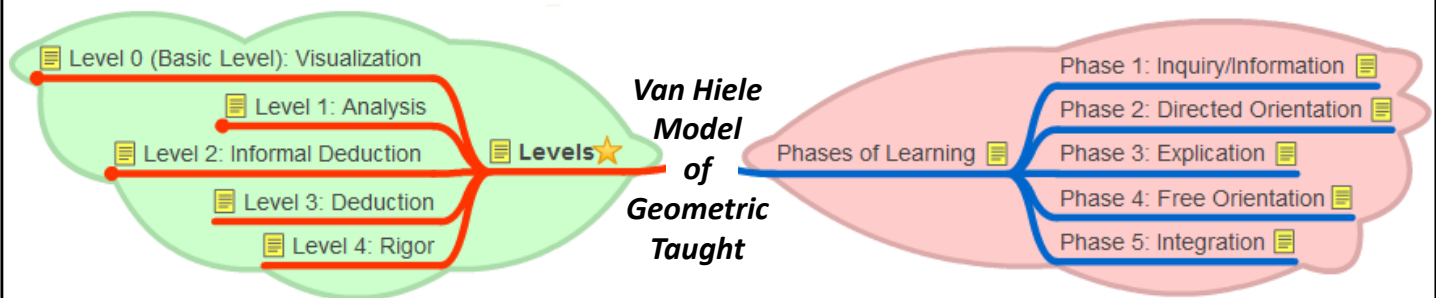 Van Hiele
Model
of
Geometric
Taught
Levels
Level 0 (Basic Level): Visualization
Level 1: Analysis
Level 2: Informal Deduction
Level 3: Deduction
Level 4: Rigor
Phases of Learning
Phase 1: Inquiry/Information
Phase 2: Directed Orientation
Phase 3: Explication
Phase 4: Free Orientation
Phase 5: Integration